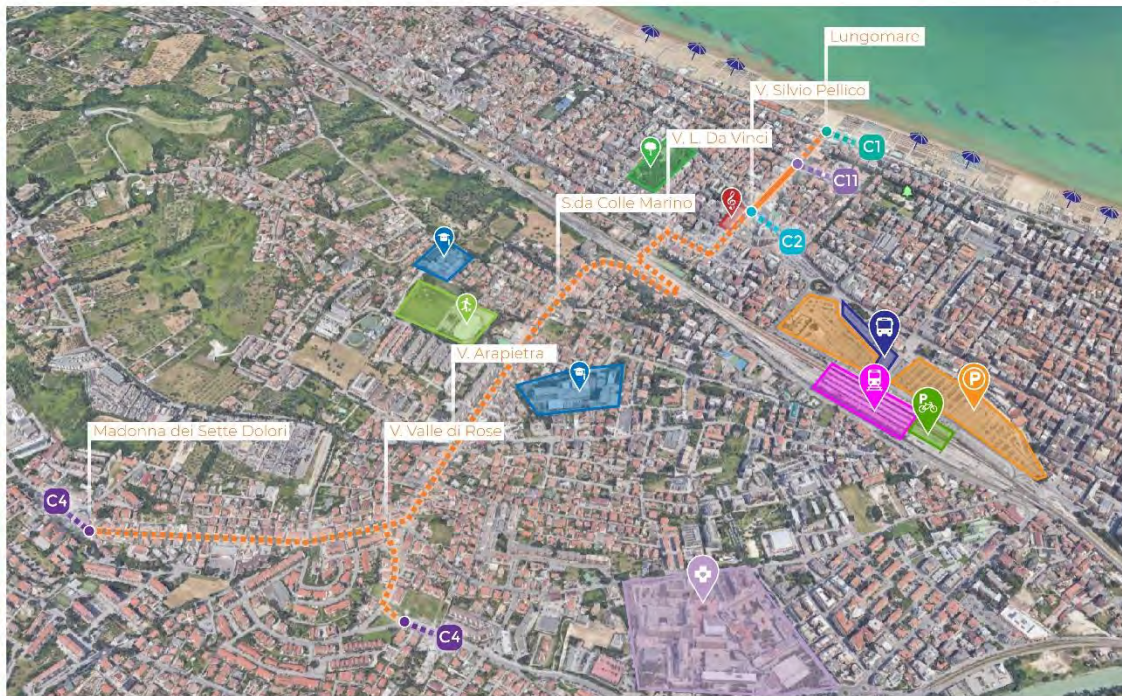 Lungomare
V. Silvio Pellico
V. L. Da Vinci
C1
C11
S.da Colle Marino
C2
P
V. Arapietra
P
Madonna dei Sette Dolori
V. Valle di Rose
C4
C4